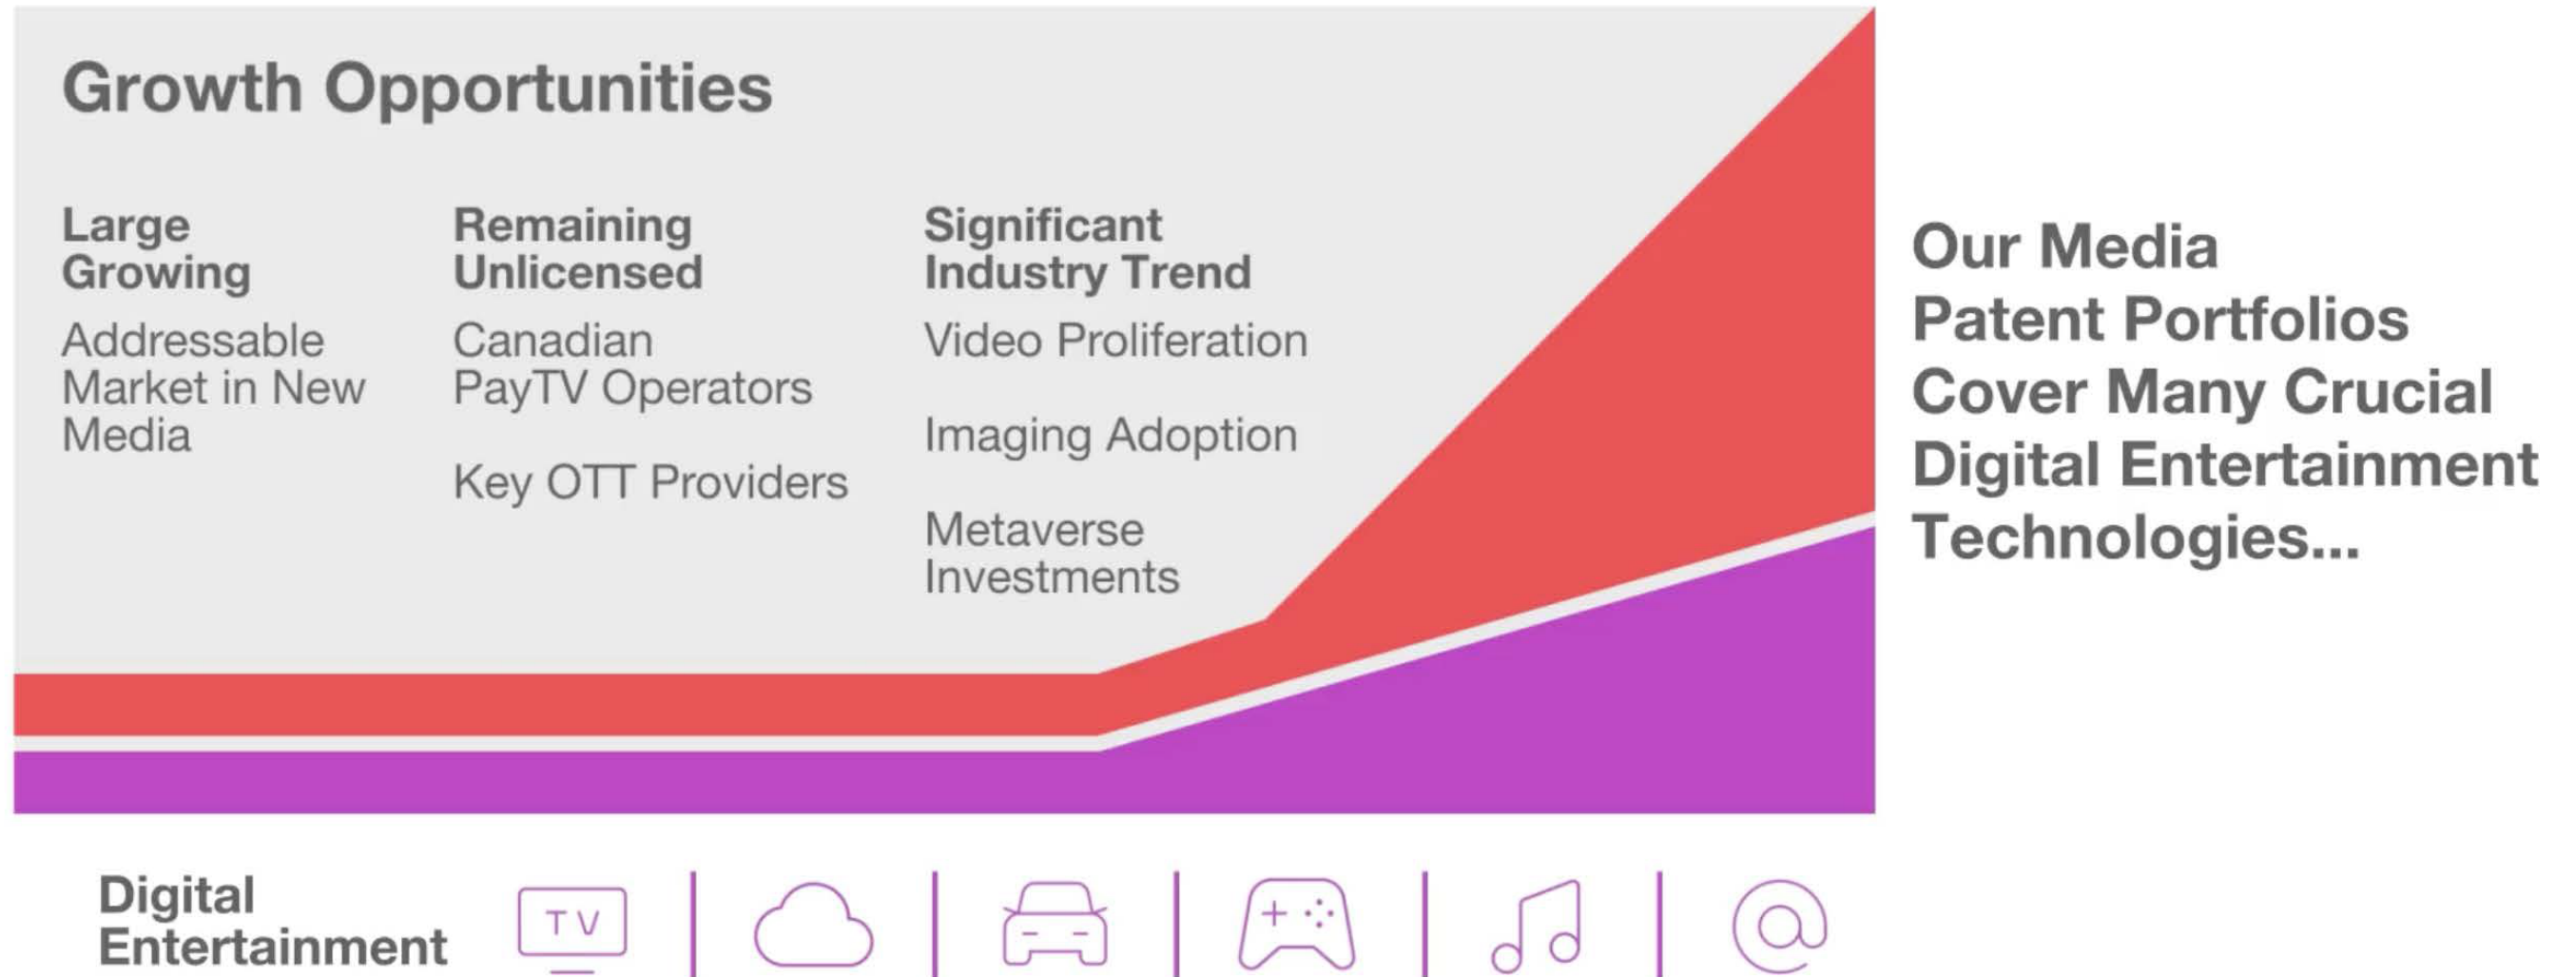 Growth Opportunities
Large
Growing
Addressable
Market in New
Media
Remaining
Unlicensed
Canadian
PayTV Operators
Key OTT Providers
Significant
Industry Trend
Video Proliferation
Imaging Adoption
Metaverse
Investments
Our Media
Patent Portfolios
Cover Many Crucial
Digital Entertainment
Technologies...
Digital
Entertainment
TV
@